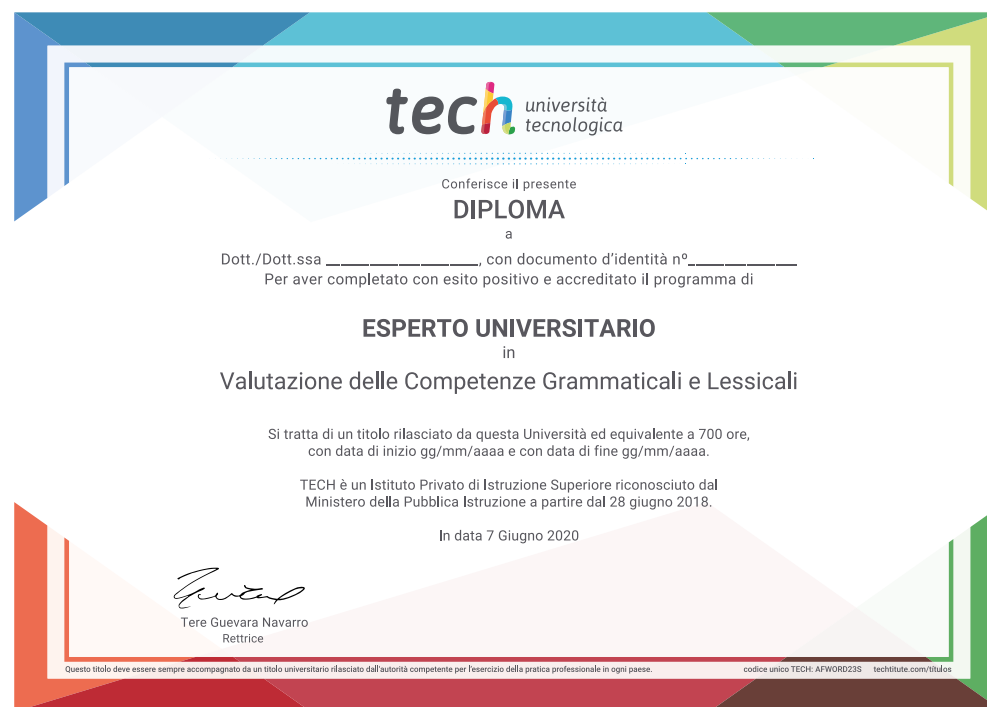 tech università
tecnologica
Conferisce il presente
DIPLOMA
a
Dott./Dott.ssa ____________________, con documento d'identità nº______________
Per aver completato con esito positivo e accreditato il programma di
ESPERTO UNIVERSITARIO
in
Valutazione delle Competenze Grammaticali e Lessicali
Si tratta di un titolo rilasciato da questa Università ed equivalente a 700 ore,
con data di inizio gg/mm/aaaa e con data di fine gg/mm/aaaa.
TECH è un Istituto Privato di Istruzione Superiore riconosciuto dal
Ministero della Pubblica Istruzione a partire dal 28 giugno 2018.
In data 7 Giugno 2020
Tere Guevara Navarro
Rettrice
Questo titolo deve essere sempre accompagnato da un titolo universitario rilasciato dall'autorità competente per l'esercizio della pratica professionale in ogni paese. codice unico TECH: AFWORD23S techtitute.com/títulos